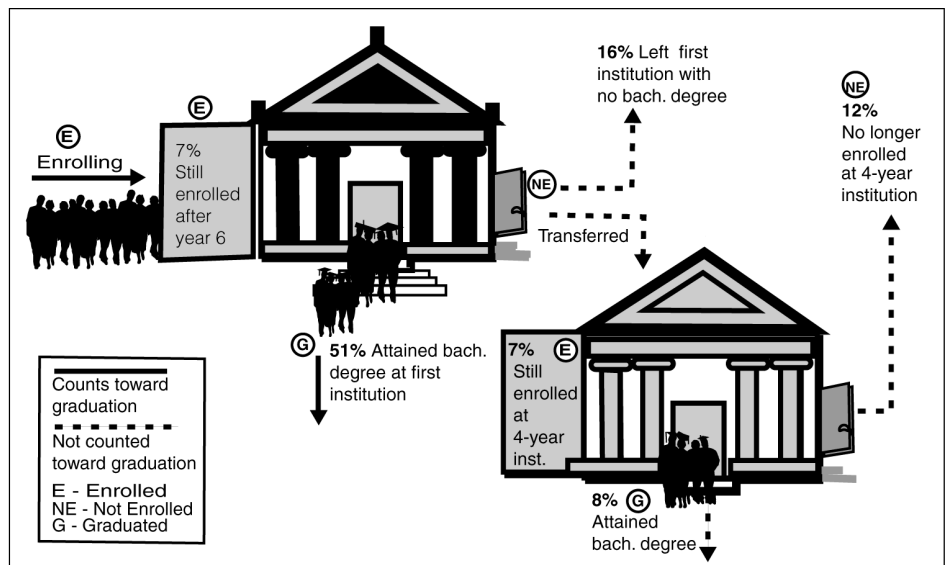 E
Enrolling
E
7%
Still
enrolled
after
year 6
16% Left first
institution with
no bach. degree
NE
Transferred
NE
12%
No longer
enrolled
at 4-year
institution
G
51% Attained bach.
degree at first
institution
7% E
Still
enrolled
at
4-year
inst.
8% G
Attained
bach. degree
Counts toward
graduation
Not counted
toward graduation
E - Enrolled
NE - Not Enrolled
G - Graduated